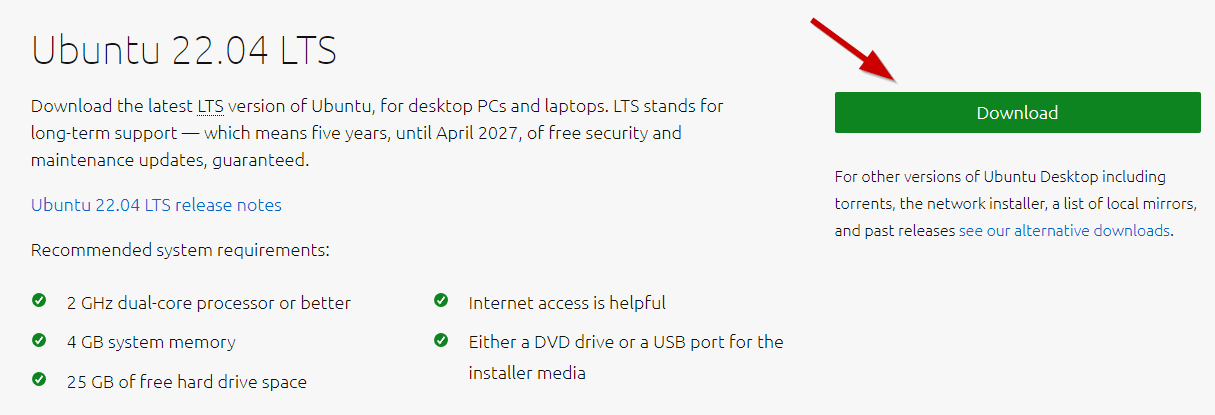 Ubuntu 22.04 LTS
Download the latest LTS version of Ubuntu, for desktop PCs and laptops. LTS stands for
long-term support — which means five years, until April 2027, of free security and
maintenance updates, guaranteed.
Ubuntu 22.04 LTS release notes
Recommended system requirements:
2 GHz dual-core processor or better
4 GB system memory
25 GB of free hard drive space
Internet access is helpful
Either a DVD drive or a USB port for the
installer media
Download
For other versions of Ubuntu Desktop including
torrents, the network installer, a list of local mirrors,
and past releases see our alternative downloads.